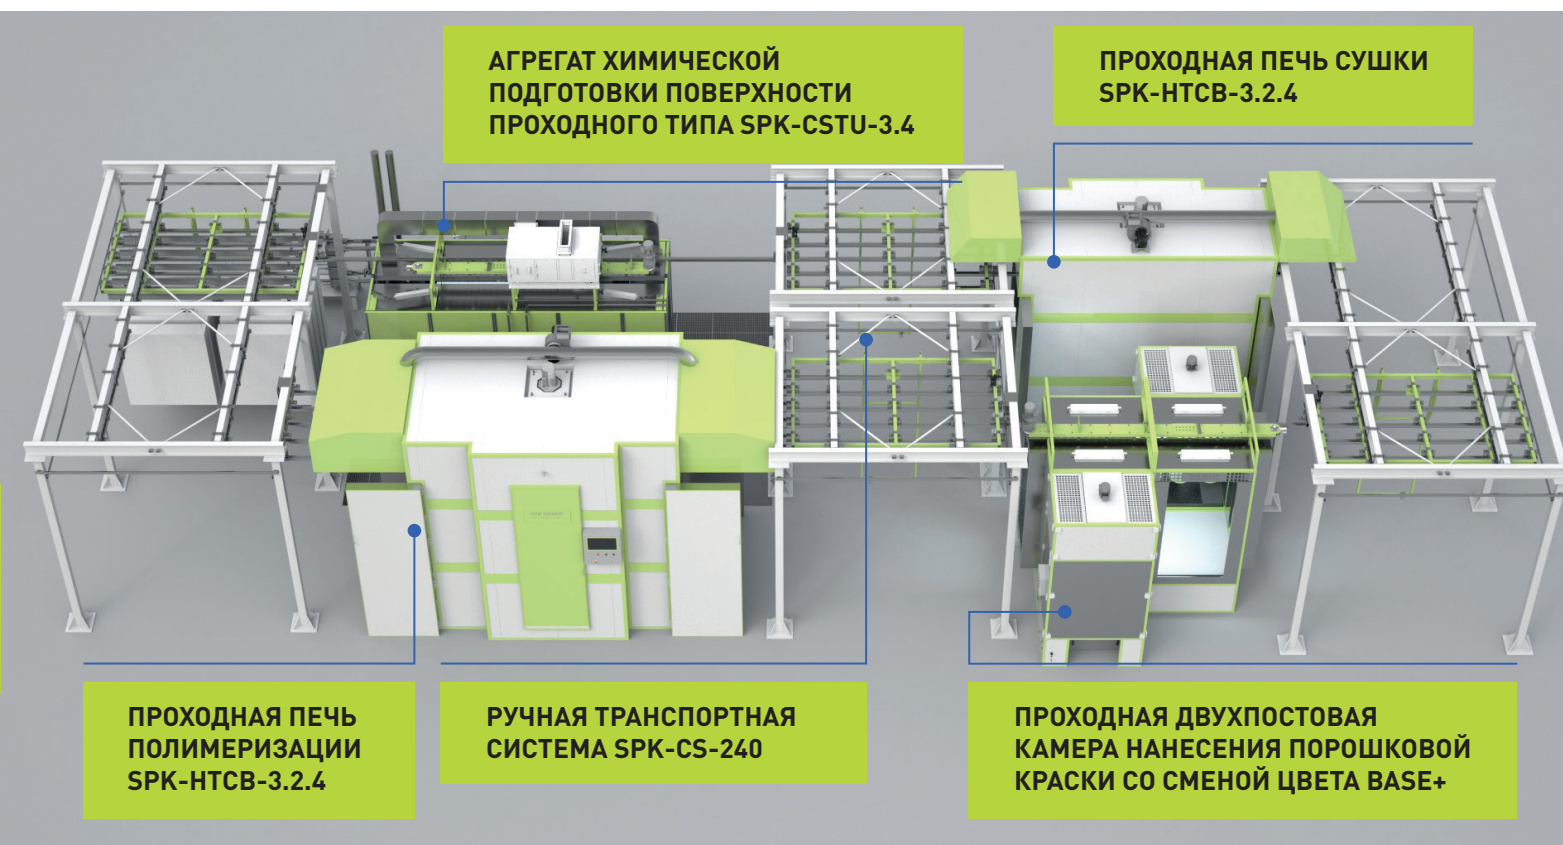 АГРЕГАТ ХИМИЧЕСКОЙ
ПОДГОТОВКИ ПОВЕРХНОСТИ
ПРОХОДНОГО ТИПА SPK-CSTU-3.4
ПРОХОДНАЯ ПЕЧЬ СУШКИ
SPK-HTCB-3.2.4
ПРОХОДНАЯ ПЕЧЬ
ПОЛИМЕРИЗАЦИИ
SPK-HTCB-3.2.4
РУЧНАЯ ТРАНСПОРТНАЯ
СИСТЕМА SPK-CS-240
ПРОХОДНАЯ ДВУХПОСТОВАЯ
КАМЕРА НАНЕСЕНИЯ ПОРОШКОВОЙ
КРАСКИ СО СМЕНОЙ ЦВЕТА BASE+